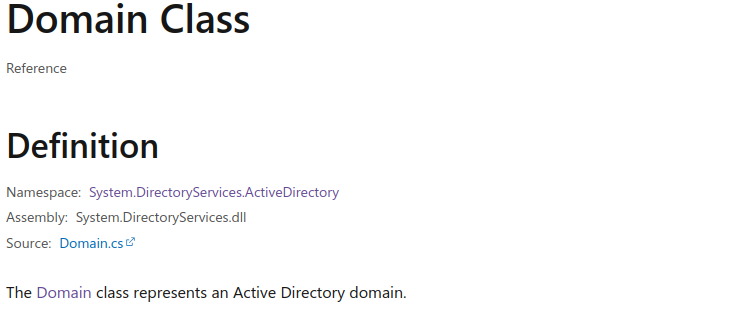 Domain Class
Reference
Definition
Namespace: System.DirectoryServices.ActiveDirectory
Assembly: System.DirectoryServices.dll
Source: Domain.cs
The Domain class represents an Active Directory domain.